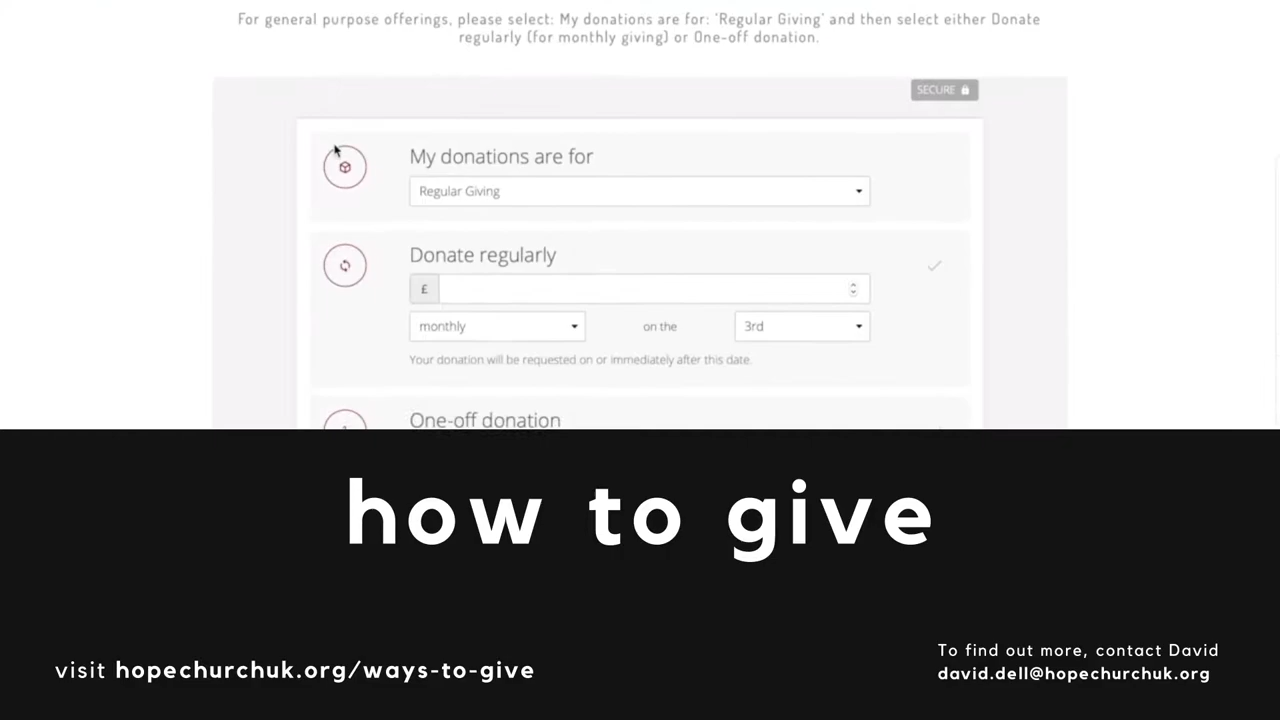 For general purpose offerings, please select: My donations are for: 'Regular Giving' and then select either Donate
regularly (for monthly giving) or One-off donation.
SECURE
My donations are for
Regular Giving
Donate regularly
£
monthly on the 3rd
Your donation will be requested on or immediately after this date.
One-off donation
how to give
visit hopechurchuk.org/ways-to-give
To find out more, contact David
david.dell@hopechurchuk.org